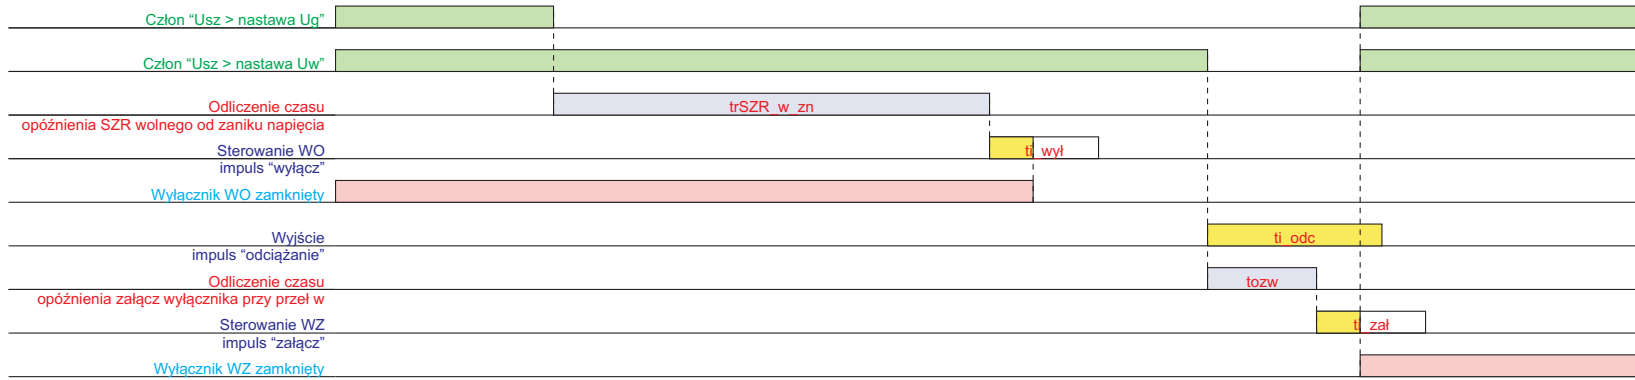 Człon “Usz > nastawa Ug”
Człon “Usz > nastawa Uw”
Odliczenie czasu
trSZR_w_zn
opóźnienia SZR wolnego od zaniku napięcia
Sterowanie WO
ti_wył
impuls “wyłącz”
Wyłącznik WO zamknięty
Wyjście
ti_odc
impuls “odciążanie”
Odliczenie czasu
tozw
opóźnienia załącz wyłącznika przy przeł w
Sterowanie WZ
ti_zał
impuls “załącz”
Wyłącznik WZ zamknięty